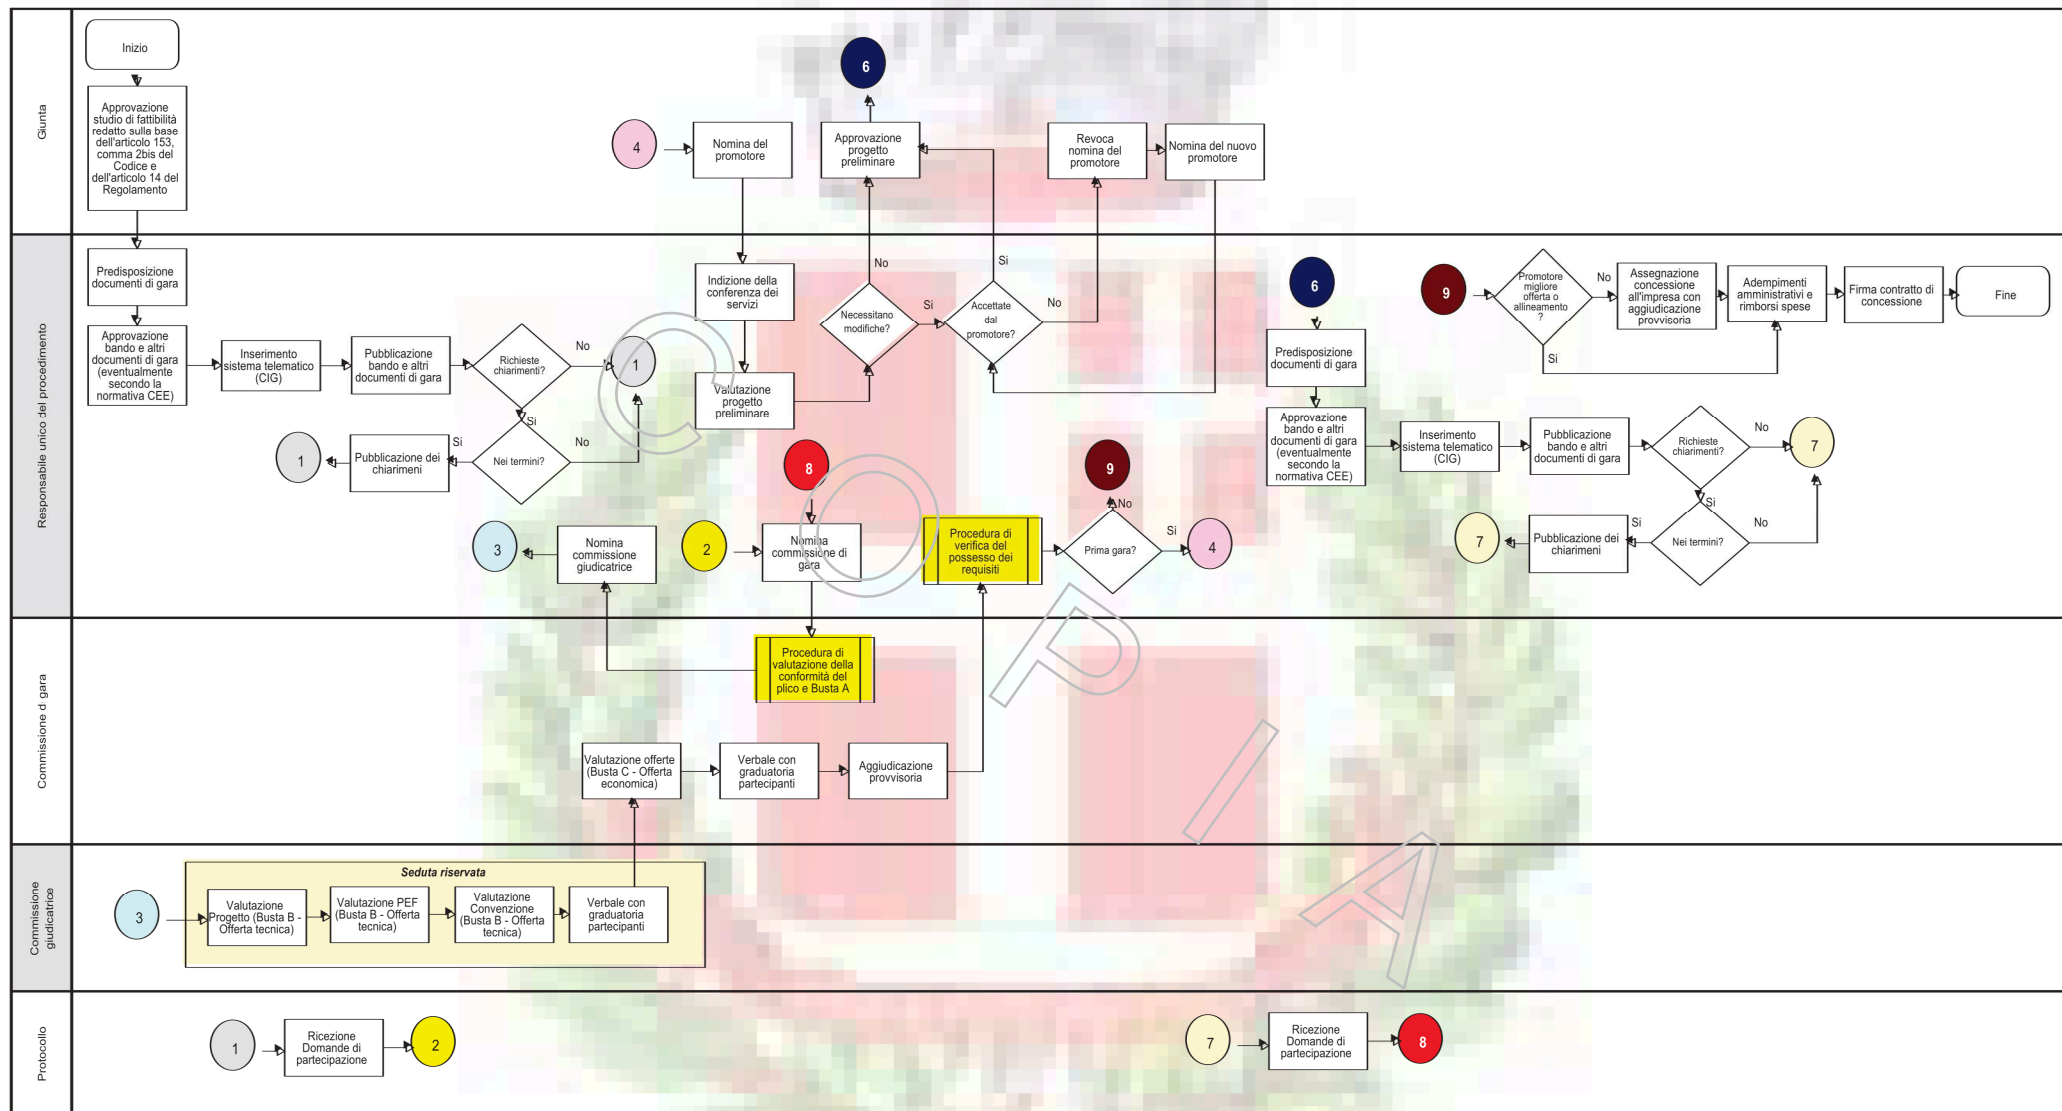 Giunta
Inizio
Approvazione
studio di fattibilità
redatto sulla base
dell'articolo 153,
comma 2bis del
Codice e
dell'articolo 14 del
Regolamento
4
Nomina del
promotore
6
Approvazione
progetto
preliminare
Revoca
nomina del
promotore
Nomina del nuovo
promotore
Responsabile unico del procedimento
Predisposizione
documenti di gara
Approvazione
bando e altri
documenti di gara
(eventualmente
secondo la
normativa CEE)
Inserimento
sistema telematico
(CIG)
Pubblicazione
bando e altri
documenti di gara
Richieste
chiarimenti?
No
1
Si
Nei termini?
No
Si
Pubblicazione dei
chiarimeni
1
Indizione della
conferenza dei
servizi
Valutazione
progetto
preliminare
Necessitano
modifiche?
No
Si
Accettate
dal
promotore?
Si
No
6
Predisposizione
documenti di gara
Approvazione
bando e altri
documenti di gara
(eventualmente
secondo la
normativa CEE)
Inserimento
sistema telematico
(CIG)
Pubblicazione
bando e altri
documenti di gara
Richieste
chiarimenti?
No
7
Si
Nei termini?
No
Si
Pubblicazione dei
chiarimeni
7
9
Promotore
migliore
offerta o
allineamento
?
No
Si
Assegnazione
concessione
all'impresa con
aggiudicazione
provvisoria
Adempimenti
amministrativi e
rimborsi spese
Firma contratto di
concessione
Fine
3
Nomina
commissione
giudicatrice
2
8
Nomina
commissione di
gara
Procedura di
verifica del
possesso dei
requisiti
Prima gara?
No
9
Si
4
Commissione d gara
Procedura di
valutazione della
conformità del
plico e Busta A
Valutazione offerte
(Busta C - Offerta
economica)
Verbale con
graduatoria
partecipanti
Aggiudicazione
provvisoria
Commissione
giudicatrice
3
Seduta riservata
Valutazione
Progetto (Busta B -
Offerta tecnica)
Valutazione PEF
(Busta B - Offerta
tecnica)
Valutazione
Convenzione
(Busta B - Offerta
tecnica)
Verbale con
graduatoria
partecipanti
Protocollo
1
Ricezione
Domande di
partecipazione
2
7
Ricezione
Domande di
partecipazione
8
COPIA